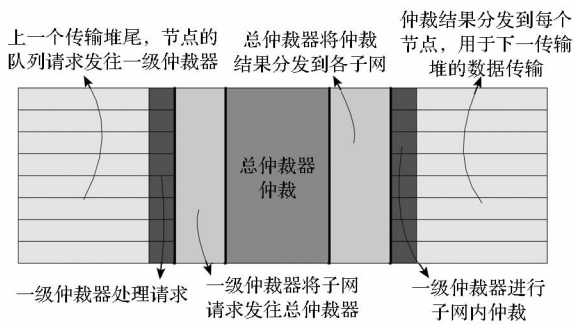 上一个传输堆尾，节点的
队列请求发往一级仲裁器
总仲裁器将仲裁
结果分发到各子网
仲裁结果分发到每个
节点，用于下一传输
堆的数据传输
总仲裁器
仲裁
一级仲裁器处理请求
一级仲裁器将子网
请求发往总仲裁器
一级仲裁器进行
子网内仲裁